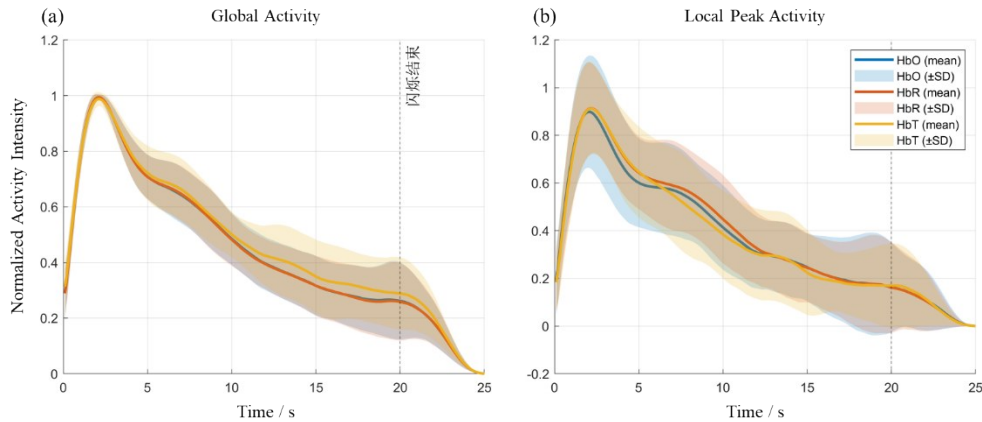 (a)
Global Activity
(b)
Local Peak Activity
Normalized Activity Intensity
1.2
1
0.8
0.6
0.4
0.2
0
0
5
10
15
20
25
Time / s
闪烁结束
1.2
1
0.8
0.6
0.4
0.2
0
-0.2
0
5
10
15
20
25
Time / s
HbO (mean)
HbO (±SD)
HbR (mean)
HbR (±SD)
HbT (mean)
HbT (±SD)